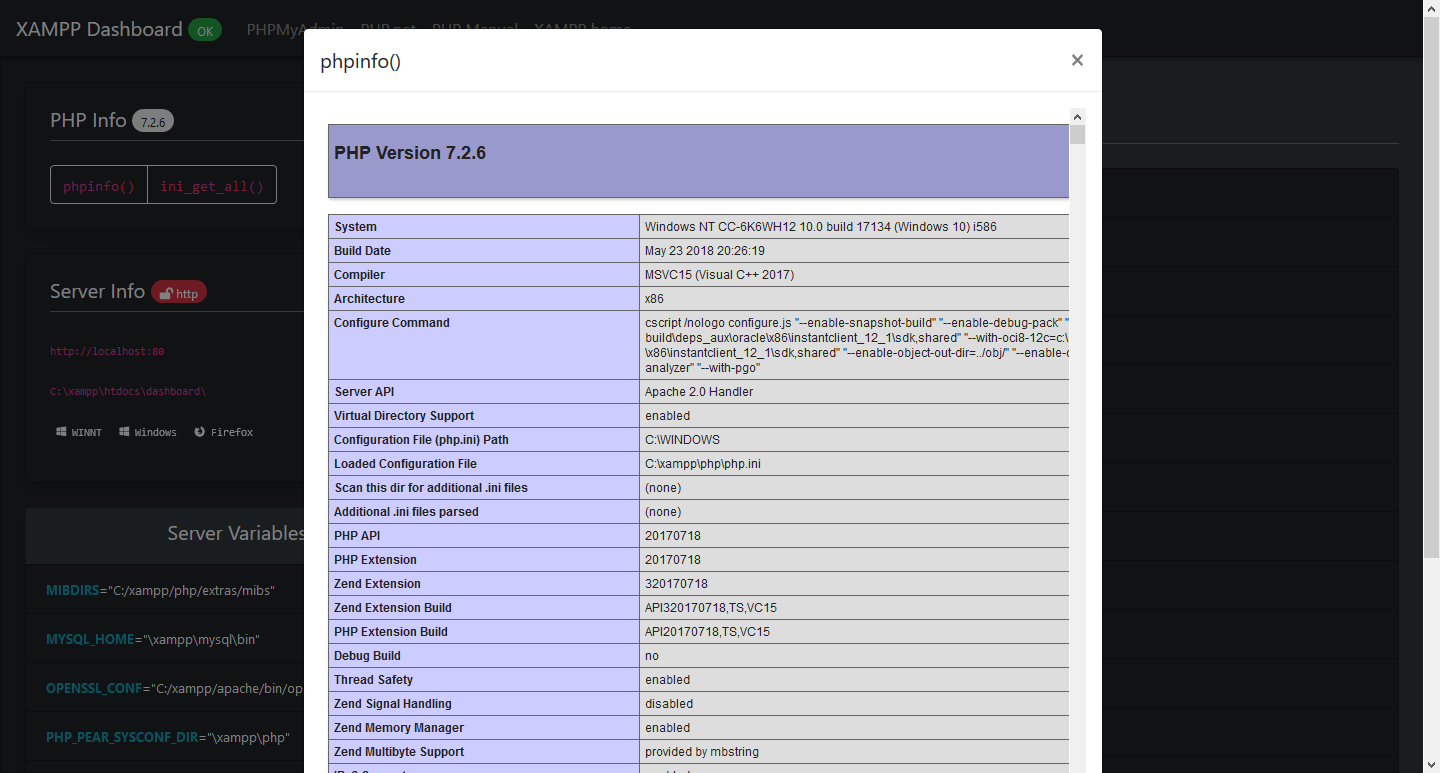 XAMPP Dashboard OK PHPMyAdmin PHP.net PHP Manual XAMPP home
phpinfo() ×
PHP Info 7.2.6
phpinfo() ini_get_all()
Server Info http
http://localhost:80
C:\xampp\htdocs\dashboard\
WINNT Windows Firefox
Server Variables
MIBDIRS="C:/xampp/php/extras/mibs"
MYSQL_HOME="\xampp\mysql\bin"
OPENSSL_CONF="C:/xampp/apache/bin/op
PHP_PEAR_SYSCONF_DIR="\xampp\php"
PHP Version 7.2.6
System Windows NT CC-6K6WH12 10.0 build 17134 (Windows 10) i586
Build Date May 23 2018 20:26:19
Compiler MSVC15 (Visual C++ 2017)
Architecture x86
Configure Command cscript /nologo configure.js "--enable-snapshot-build" "--enable-debug-pack" "
build\deps_aux\oracle\x86\instantclient_12_1\sdk,shared" "--with-oci8-12c=c:\
\x86\instantclient_12_1\sdk,shared" "--enable-object-out-dir=../obj/" "--enable-c
analyzer" "--with-pgo"
Server API Apache 2.0 Handler
Virtual Directory Support enabled
Configuration File (php.ini) Path C:\WINDOWS
Loaded Configuration File C:\xampp\php\php.ini
Scan this dir for additional .ini files (none)
Additional .ini files parsed (none)
PHP API 20170718
PHP Extension 20170718
Zend Extension 320170718
Zend Extension Build API320170718,TS,VC15
PHP Extension Build API20170718,TS,VC15
Debug Build no
Thread Safety enabled
Zend Signal Handling disabled
Zend Memory Manager enabled
Zend Multibyte Support provided by mbstring